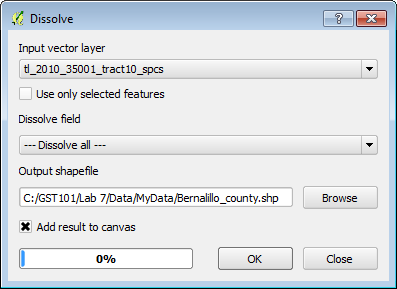 Dissolve
Input vector layer
tl_2010_35001_tract10_spcs
Use only selected features
Dissolve field
--- Dissolve all ---
Output shapefile
C:/GST101/Lab 7/Data/MyData/Bernalillo_county.shp
Browse
Add result to canvas
0%
OK
Close